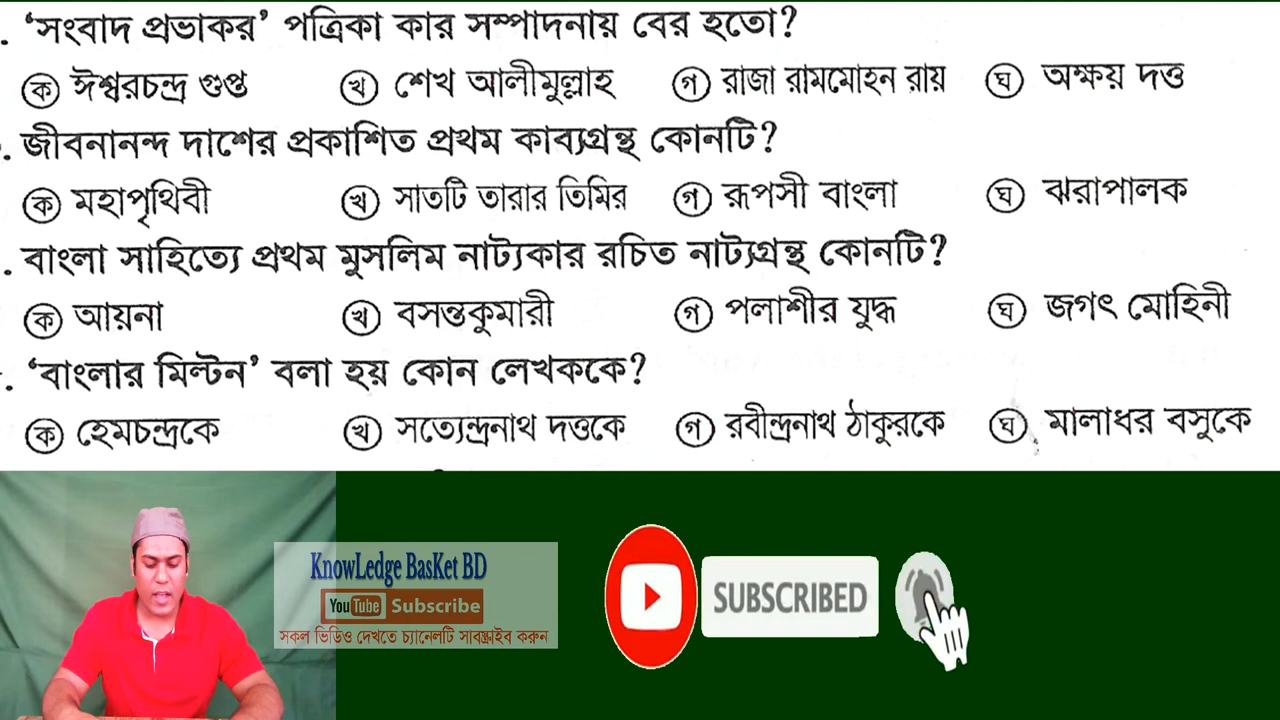 . ‘সংবাদ প্রভাকর’ পত্রিকা কার সম্পাদনায় বের হতো?
ক ঈশ্বরচন্দ্র গুপ্ত খ শেখ আলীমুল্লাহ গ রাজা রামমোহন রায় ঘ অক্ষয় দত্ত
. জীবনানন্দ দাশের প্রকাশিত প্রথম কাব্যগ্রন্থ কোনটি?
ক মহাপৃথিবী খ সাতটি তারার তিমির গ রূপসী বাংলা ঘ ঝরাপালক
. বাংলা সাহিত্যে প্রথম মুসলিম নাট্যকার রচিত নাট্যগ্রন্থ কোনটি?
ক আয়না খ বসন্তকুমারী গ পলাশীর যুদ্ধ ঘ জগৎ মোহিনী
. ‘বাংলার মিল্টন’ বলা হয় কোন লেখককে?
ক হেমচন্দ্রকে খ সত্যেন্দ্রনাথ দত্তকে গ রবীন্দ্রনাথ ঠাকুরকে ঘ মালাধর বসুকে
KnowLedge BasKet BD
YouTube Subscribe
সকল ভিডিও দেখতে চ্যানেলটি সাবস্ক্রাইব করুন
SUBSCRIBED